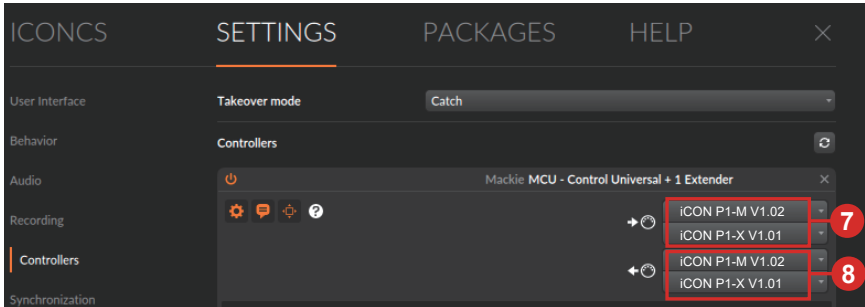 ICONCS SETTINGS PACKAGES HELP
User Interface
Takeover mode Catch
Behavior
Controllers
Audio
Mackie MCU - Control Universal + 1 Extender
Recording
?
iCON P1-M V1.02
iCON P1-X V1.01
7
Controllers
iCON P1-M V1.02
iCON P1-X V1.01
8
Synchronization